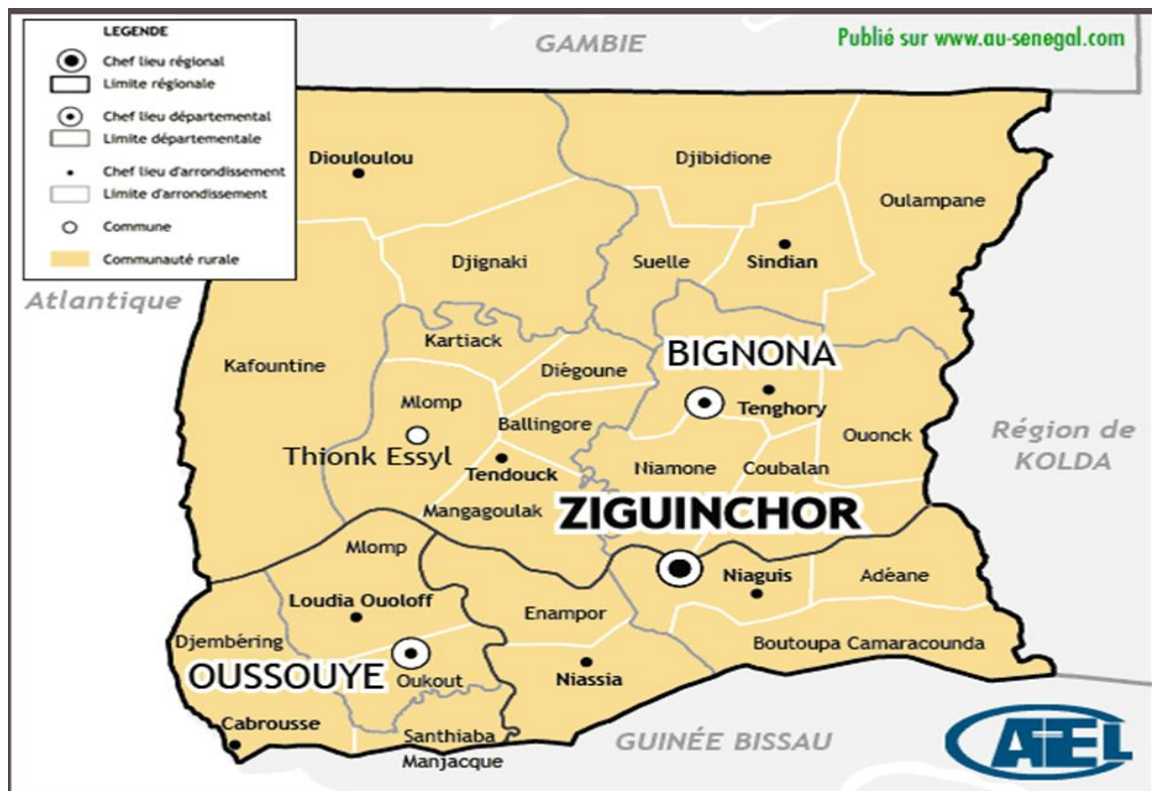 LEGENDE
Chef lieu régional
Limite régionale
Chef lieu départemental
Limite départementale
Chef lieu d'arrondissement
Limite d'arrondissement
Commune
Communauté rurale
GAMBIE
Publié sur www.au-senegal.com
Diouloulou
Djibidione
Oulampane
Djignaki
Suelle
Sindian
Atlantique
Kartiack
BIGNONA
Kafountine
Diégoune
Mlomp
Tenghory
Ballingore
Ouonck
Région de
KOLDA
Thionk Essyl
Tendouck
Niamone
Coubalan
Mangagoulak
ZIGUINCHOR
Mlomp
Niaguis
Adéane
Loudia Ouoloff
Enampor
Djembéring
Boutoupa Camaracounda
OUSSOUYE
Oukout
Niassia
Cabrousse
Santhiaba
Manjacque
GUINÉE BISSAU
ATEL